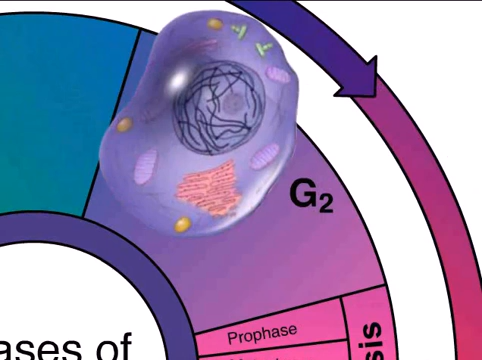 G₂
Prophase
sis
ases of